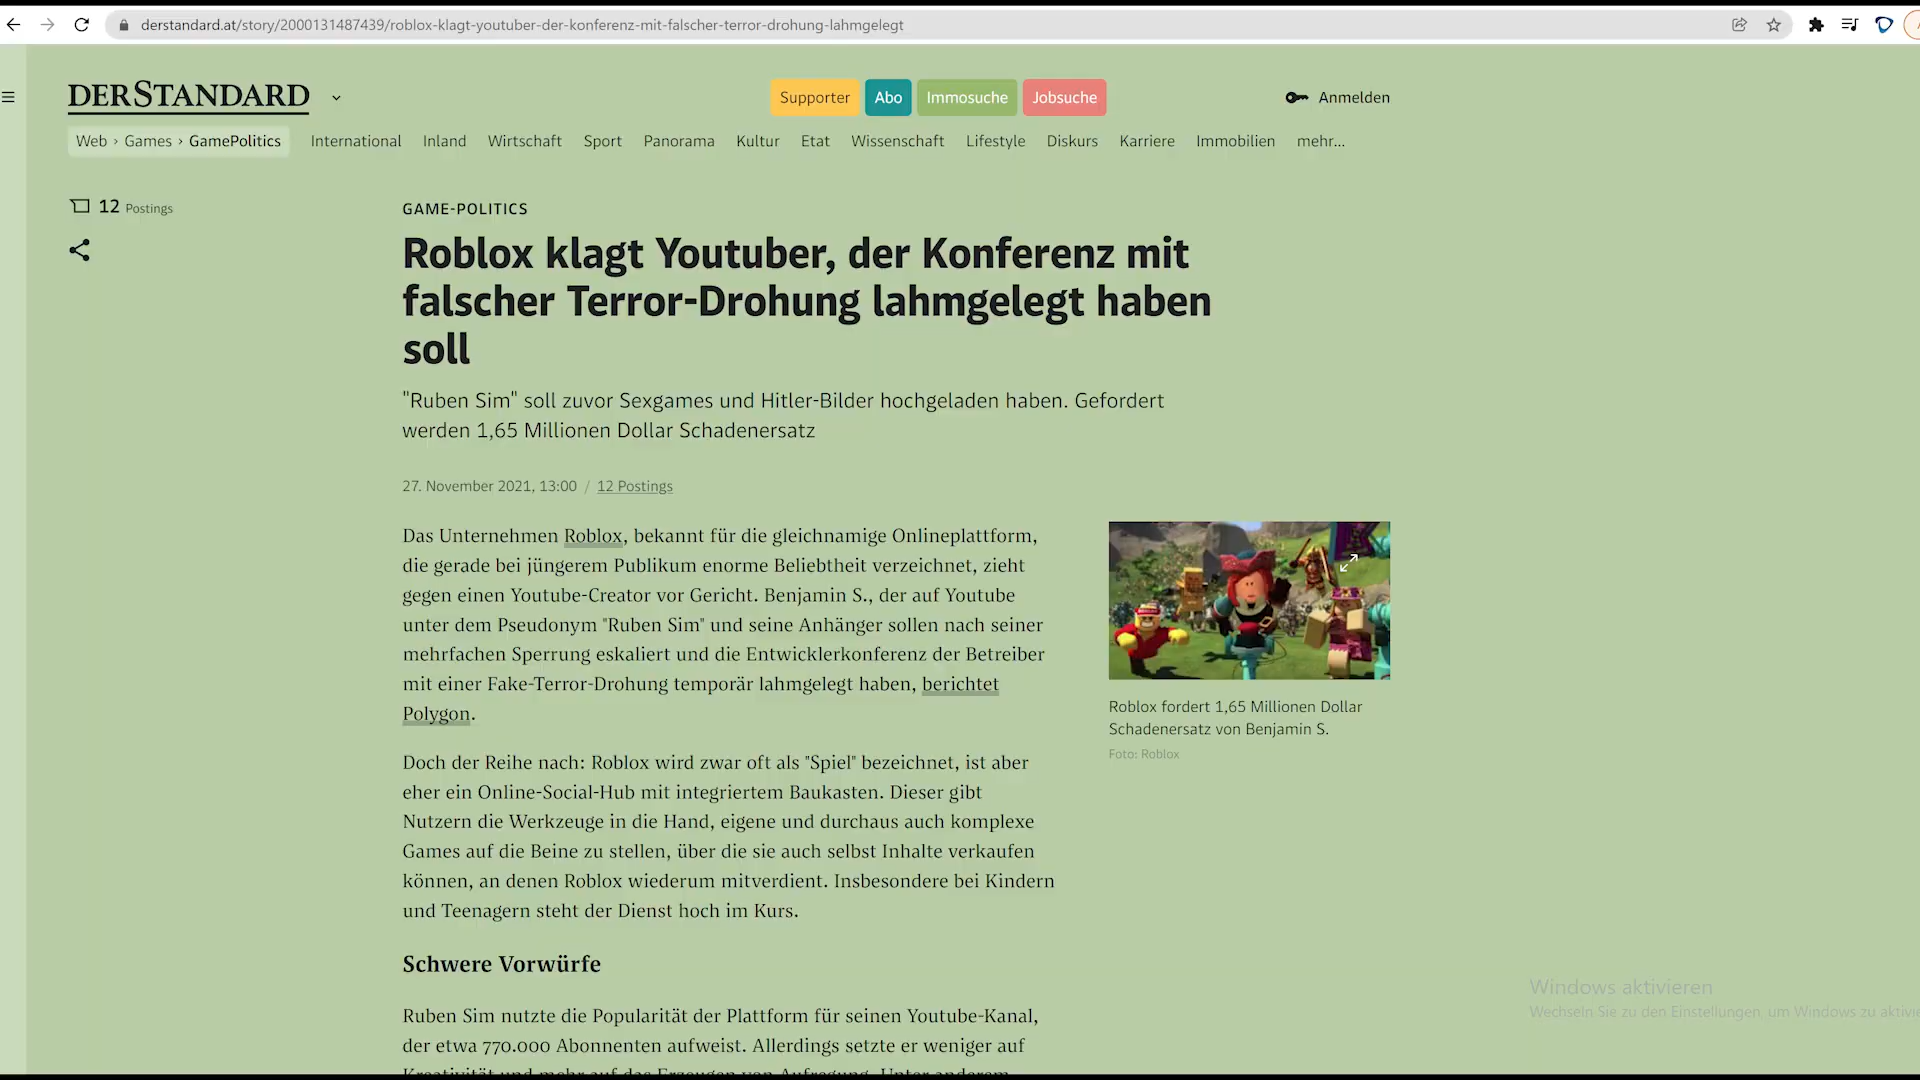 derstandard.at/story/2000131487439/roblox-klagt-youtuber-der-konferenz-mit-falscher-terror-drohung-lahmgelegt
DERSTANDARD
Supporter Abo Immosuche Jobsuche
Anmelden
Web › Games › GamePolitics International Inland Wirtschaft Sport Panorama Kultur Etat Wissenschaft Lifestyle Diskurs Karriere Immobilien mehr...
12 Postings
GAME-POLITICS
Roblox klagt Youtuber, der Konferenz mit
falscher Terror-Drohung lahmgelegt haben
soll
"Ruben Sim" soll zuvor Sexgames und Hitler-Bilder hochgeladen haben. Gefordert
werden 1,65 Millionen Dollar Schadenersatz
27. November 2021, 13:00 / 12 Postings
Das Unternehmen Roblox, bekannt für die gleichnamige Onlineplattform,
die gerade bei jüngerem Publikum enorme Beliebtheit verzeichnet, zieht
gegen einen Youtube-Creator vor Gericht. Benjamin S., der auf Youtube
unter dem Pseudonym "Ruben Sim" und seine Anhänger sollen nach seiner
mehrfachen Sperrung eskaliert und die Entwicklerkonferenz der Betreiber
mit einer Fake-Terror-Drohung temporär lahmgelegt haben, berichtet
Polygon.
Roblox fordert 1,65 Millionen Dollar
Schadenersatz von Benjamin S.
Foto: Roblox
Doch der Reihe nach: Roblox wird zwar oft als "Spiel" bezeichnet, ist aber
eher ein Online-Social-Hub mit integriertem Baukasten. Dieser gibt
Nutzern die Werkzeuge in die Hand, eigene und durchaus auch komplexe
Games auf die Beine zu stellen, über die sie auch selbst Inhalte verkaufen
können, an denen Roblox wiederum mitverdient. Insbesondere bei Kindern
und Teenagern steht der Dienst hoch im Kurs.
Schwere Vorwürfe
Ruben Sim nutzte die Popularität der Plattform für seinen Youtube-Kanal,
der etwa 770.000 Abonnenten aufweist. Allerdings setzte er weniger auf
Kreativität und mehr auf das Erzeugen von Aufregung. Unter anderem
Windows aktivieren
Wechseln Sie zu den Einstellungen, um Windows zu